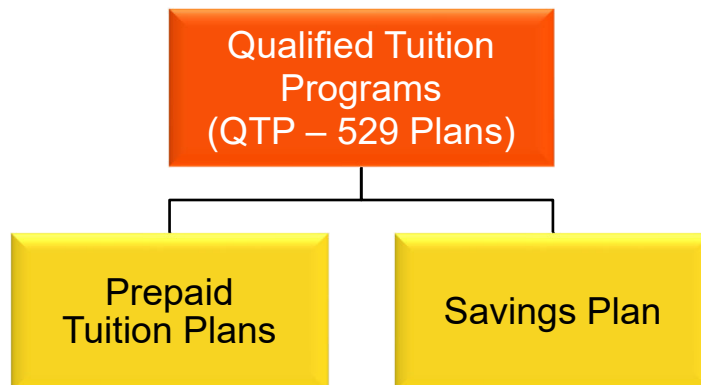 Qualified Tuition
Programs
(QTP – 529 Plans)
Prepaid
Tuition Plans
Savings Plan